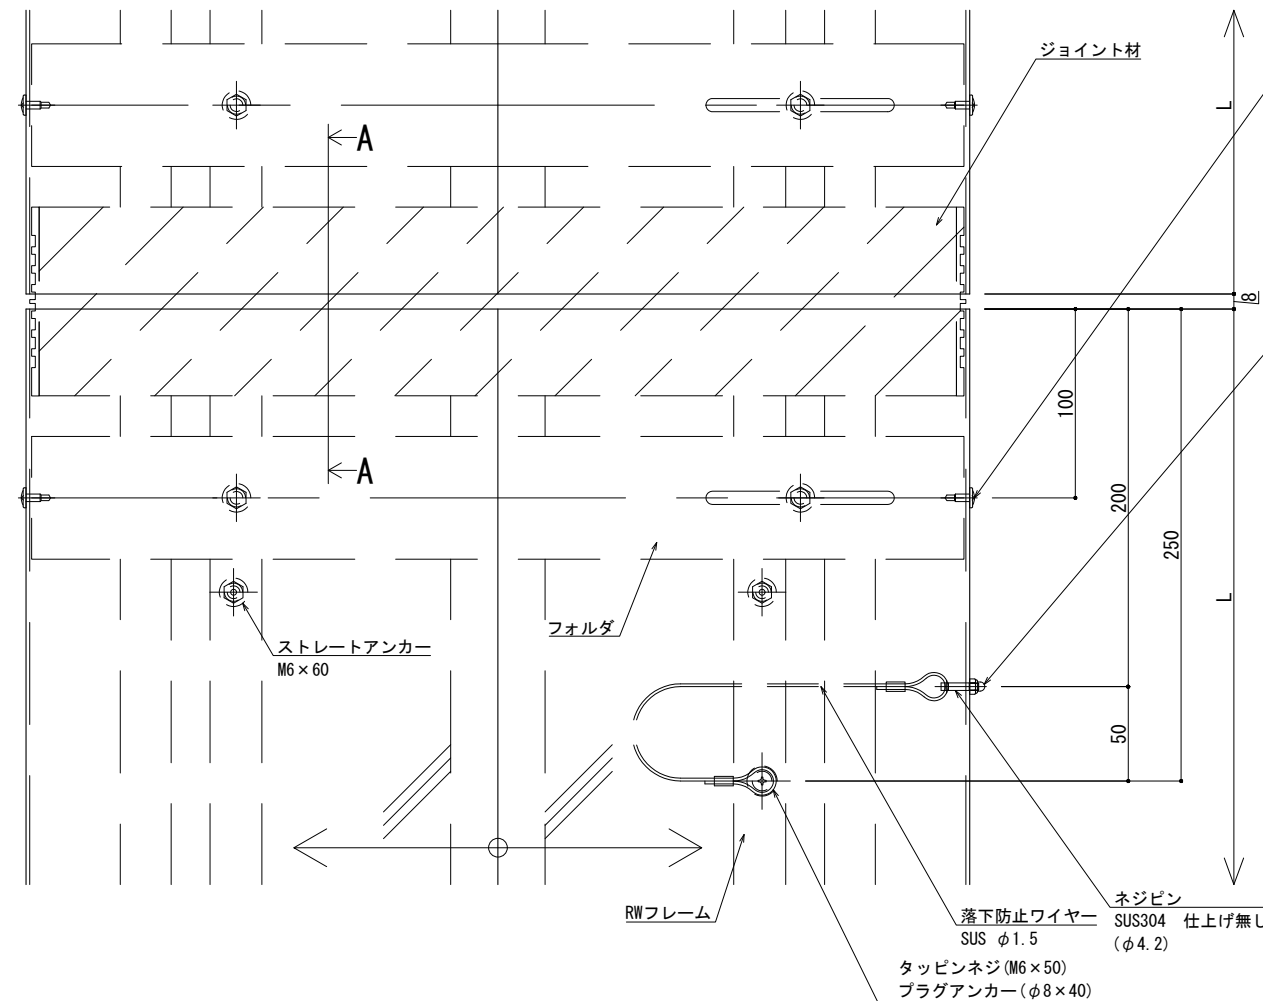 ジョイント材
L
A
8
100
A
200
250
L
フォルダ
ストレートアンカー
M6×60
50
RWフレーム
落下防止ワイヤー
SUS φ1.5
ネジピン
SUS304 仕上げ無し
(φ4.2)
タッピンネジ(M6×50)
プラグアンカー(φ8×40)